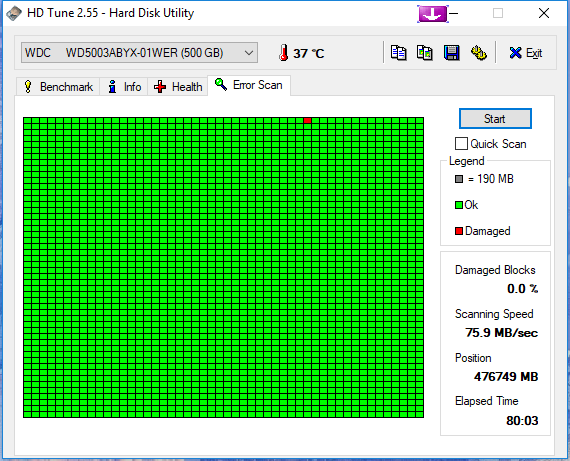 HD Tune 2.55 - Hard Disk Utility
WDC WD5003ABYX-01WER (500 GB)
37 °C
Exit
Benchmark
Info
Health
Error Scan
Start
Quick Scan
Legend
= 190 MB
Ok
Damaged
Damaged Blocks
0.0 %
Scanning Speed
75.9 MB/sec
Position
476749 MB
Elapsed Time
80:03